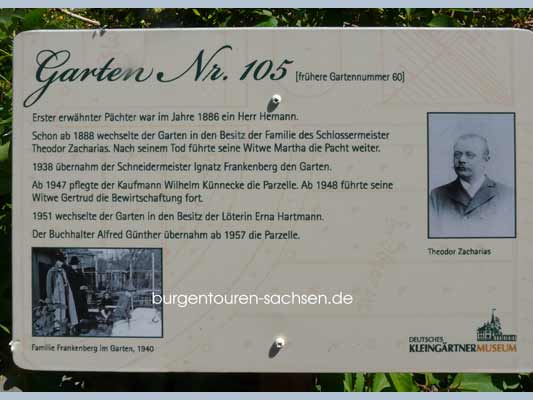 Garten Nr. 105 [frühere Gartennummer 60]
Erster erwähnter Pächter war im Jahre 1886 ein Herr Hemann.
Schon ab 1888 wechselte der Garten in den Besitz der Familie des Schlossermeister
Theodor Zacharias. Nach seinem Tod führte seine Witwe Martha die Pacht weiter.
1938 übernahm der Schneidermeister Ignatz Frankenberg den Garten.
Ab 1947 pflegte der Kaufmann Wilhelm Künnecke die Parzelle. Ab 1948 führte seine
Witwe Gertrud die Bewirtschaftung fort.
1951 wechselte der Garten in den Besitz der Löterin Erna Hartmann.
Der Buchhalter Alfred Günther übernahm ab 1957 die Parzelle.
Theodor Zacharias
burgentouren-sachsen.de
Familie Frankenberg im Garten, 1940
DEUTSCHES
KLEINGÄRTNERMUSEUM